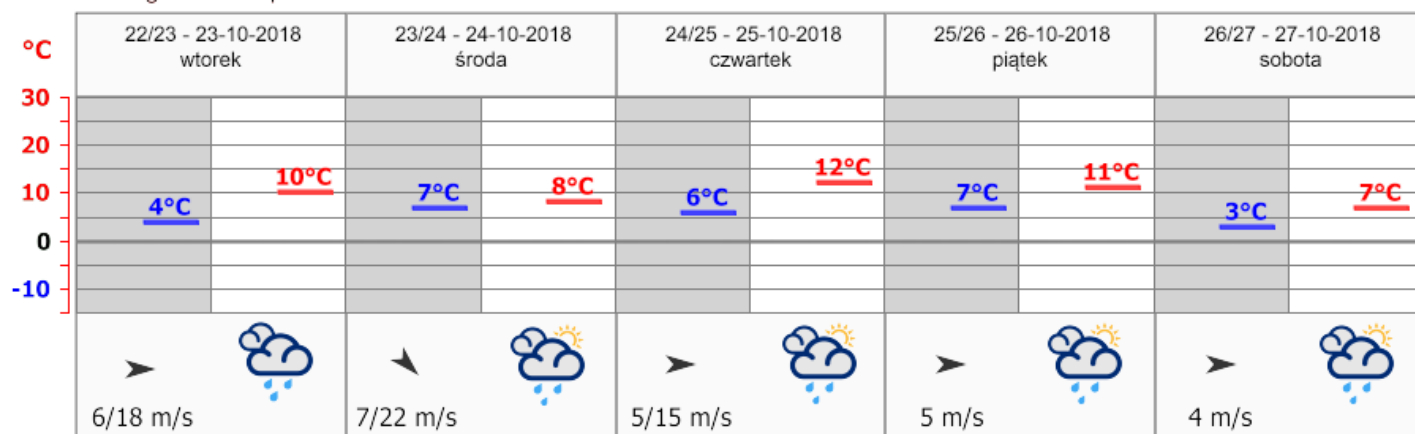 22/23 - 23-10-2018
wtorek
23/24 - 24-10-2018
środa
24/25 - 25-10-2018
czwartek
25/26 - 26-10-2018
piątek
26/27 - 27-10-2018
sobota
°C
30
20
10
0
-10
4°C
10°C
7°C
8°C
6°C
12°C
7°C
11°C
3°C
7°C
6/18 m/s
7/22 m/s
5/15 m/s
5 m/s
4 m/s